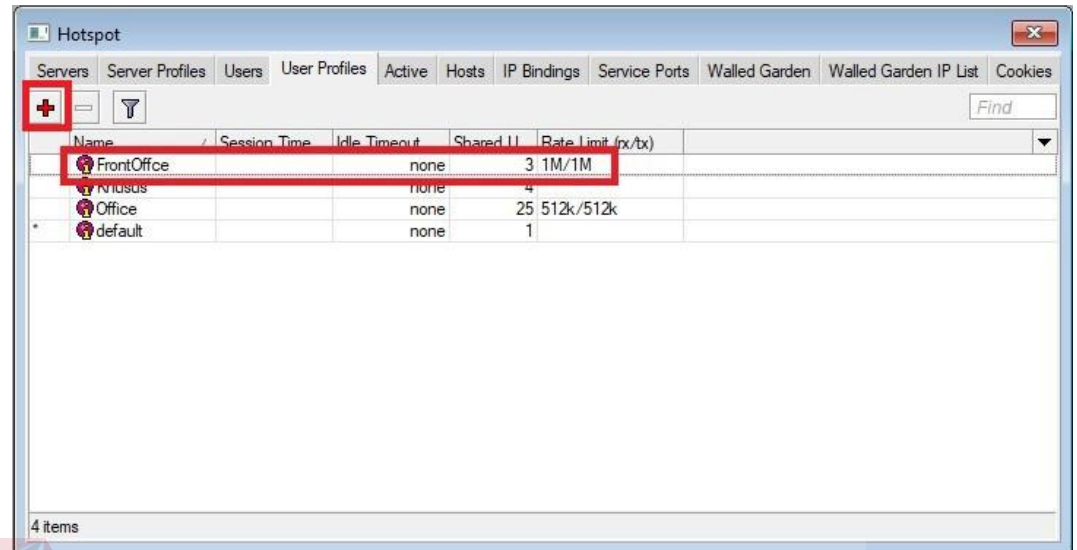 Hotspot
Servers Server Profiles Users User Profiles Active Hosts IP Bindings Service Ports Walled Garden Walled Garden IP List Cookies
Find
Name Session Time Idle Timeout Shared U Rate Limit (rx/tx)
FrontOffce none 3 1M/1M
Khusus none 4
Office none 25 512k/512k
* default none 1
4 items